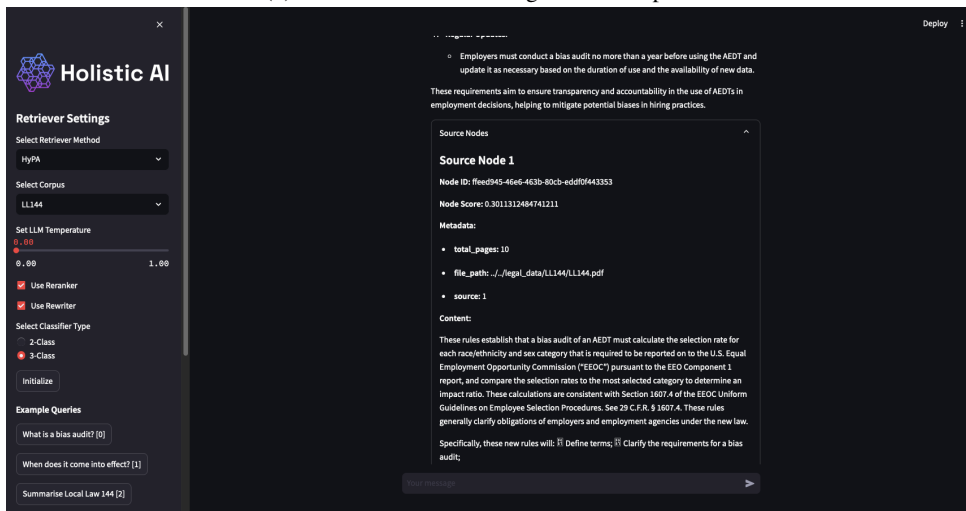 Deploy
Holistic AI
Retriever Settings
Select Retriever Method
HyPA
Select Corpus
LL144
Set LLM Temperature
0.00
0.00 1.00
Use Reranker
Use Rewriter
Select Classifier Type
2-Class
3-Class
Initialize
Example Queries
What is a bias audit? [0]
When does it come into effect? [1]
Summarise Local Law 144 [2]
Employers must conduct a bias audit no more than a year before using the AEDT and
update it as necessary based on the duration of use and the availability of new data.
These requirements aim to ensure transparency and accountability in the use of AEDTs in
employment decisions, helping to mitigate potential biases in hiring practices.
Source Nodes
Source Node 1
Node ID: ffeed945-46e6-463b-80cb-eddf0f443353
Node Score: 0.3011312484741211
Metadata:
• total_pages: 10
• file_path: ../../legal_data/LL144/LL144.pdf
• source: 1
Content:
These rules establish that a bias audit of an AEDT must calculate the selection rate for
each race/ethnicity and sex category that is required to be reported on to the U.S. Equal
Employment Opportunity Commission ("EEOC") pursuant to the EEO Component 1
report, and compare the selection rates to the most selected category to determine an
impact ratio. These calculations are consistent with Section 1607.4 of the EEOC Uniform
Guidelines on Employee Selection Procedures. See 29 C.F.R. § 1607.4. These rules
generally clarify obligations of employers and employment agencies under the new law.
Specifically, these new rules will: Define terms; Clarify the requirements for a bias
audit;
Your message